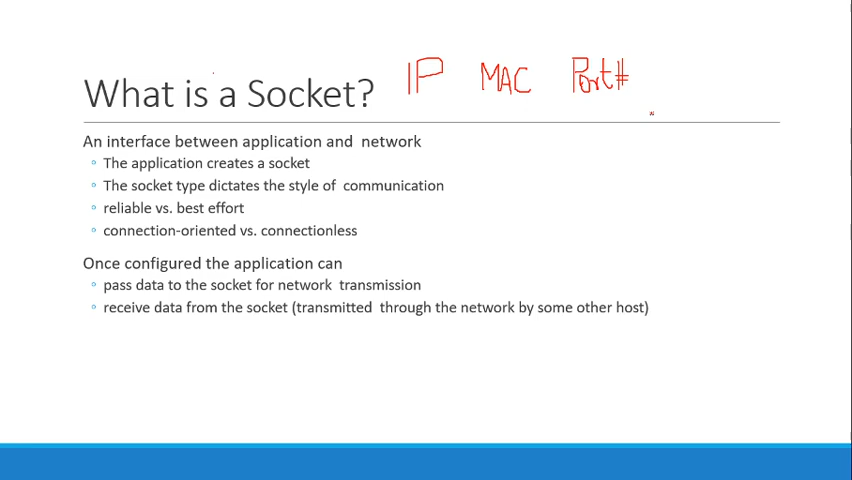 What is a Socket? IP MAC Port#
An interface between application and network
◦ The application creates a socket
◦ The socket type dictates the style of communication
◦ reliable vs. best effort
◦ connection-oriented vs. connectionless
Once configured the application can
◦ pass data to the socket for network transmission
◦ receive data from the socket (transmitted through the network by some other host)